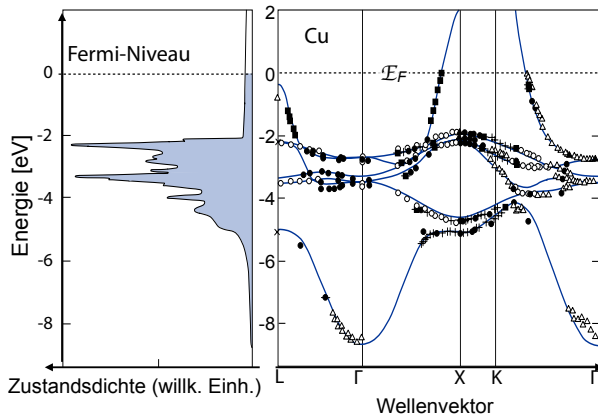 2
2
Cu
Fermi-Niveau
0
0
ℰF
-2
-2
Energie [eV]
-4
-4
-6
-6
-8
-8
L
Γ
X
K
Γ
Zustandsdichte (willk. Einh.)
Wellenvektor